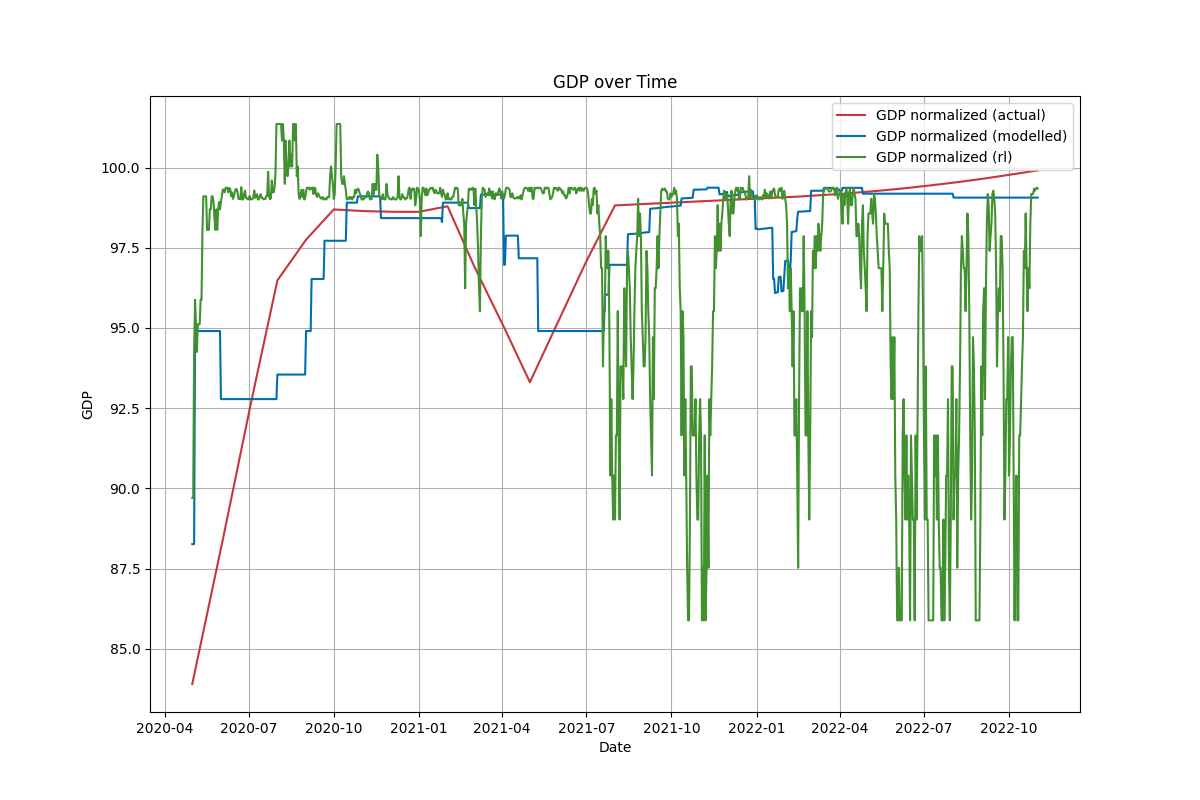 GDP over Time
GDP normalized (actual)
GDP normalized (modelled)
GDP normalized (rl)
100.0
97.5
95.0
92.5
90.0
87.5
85.0
GDP
2020-04 2020-07 2020-10 2021-01 2021-04 2021-07 2021-10 2022-01 2022-04 2022-07 2022-10
Date